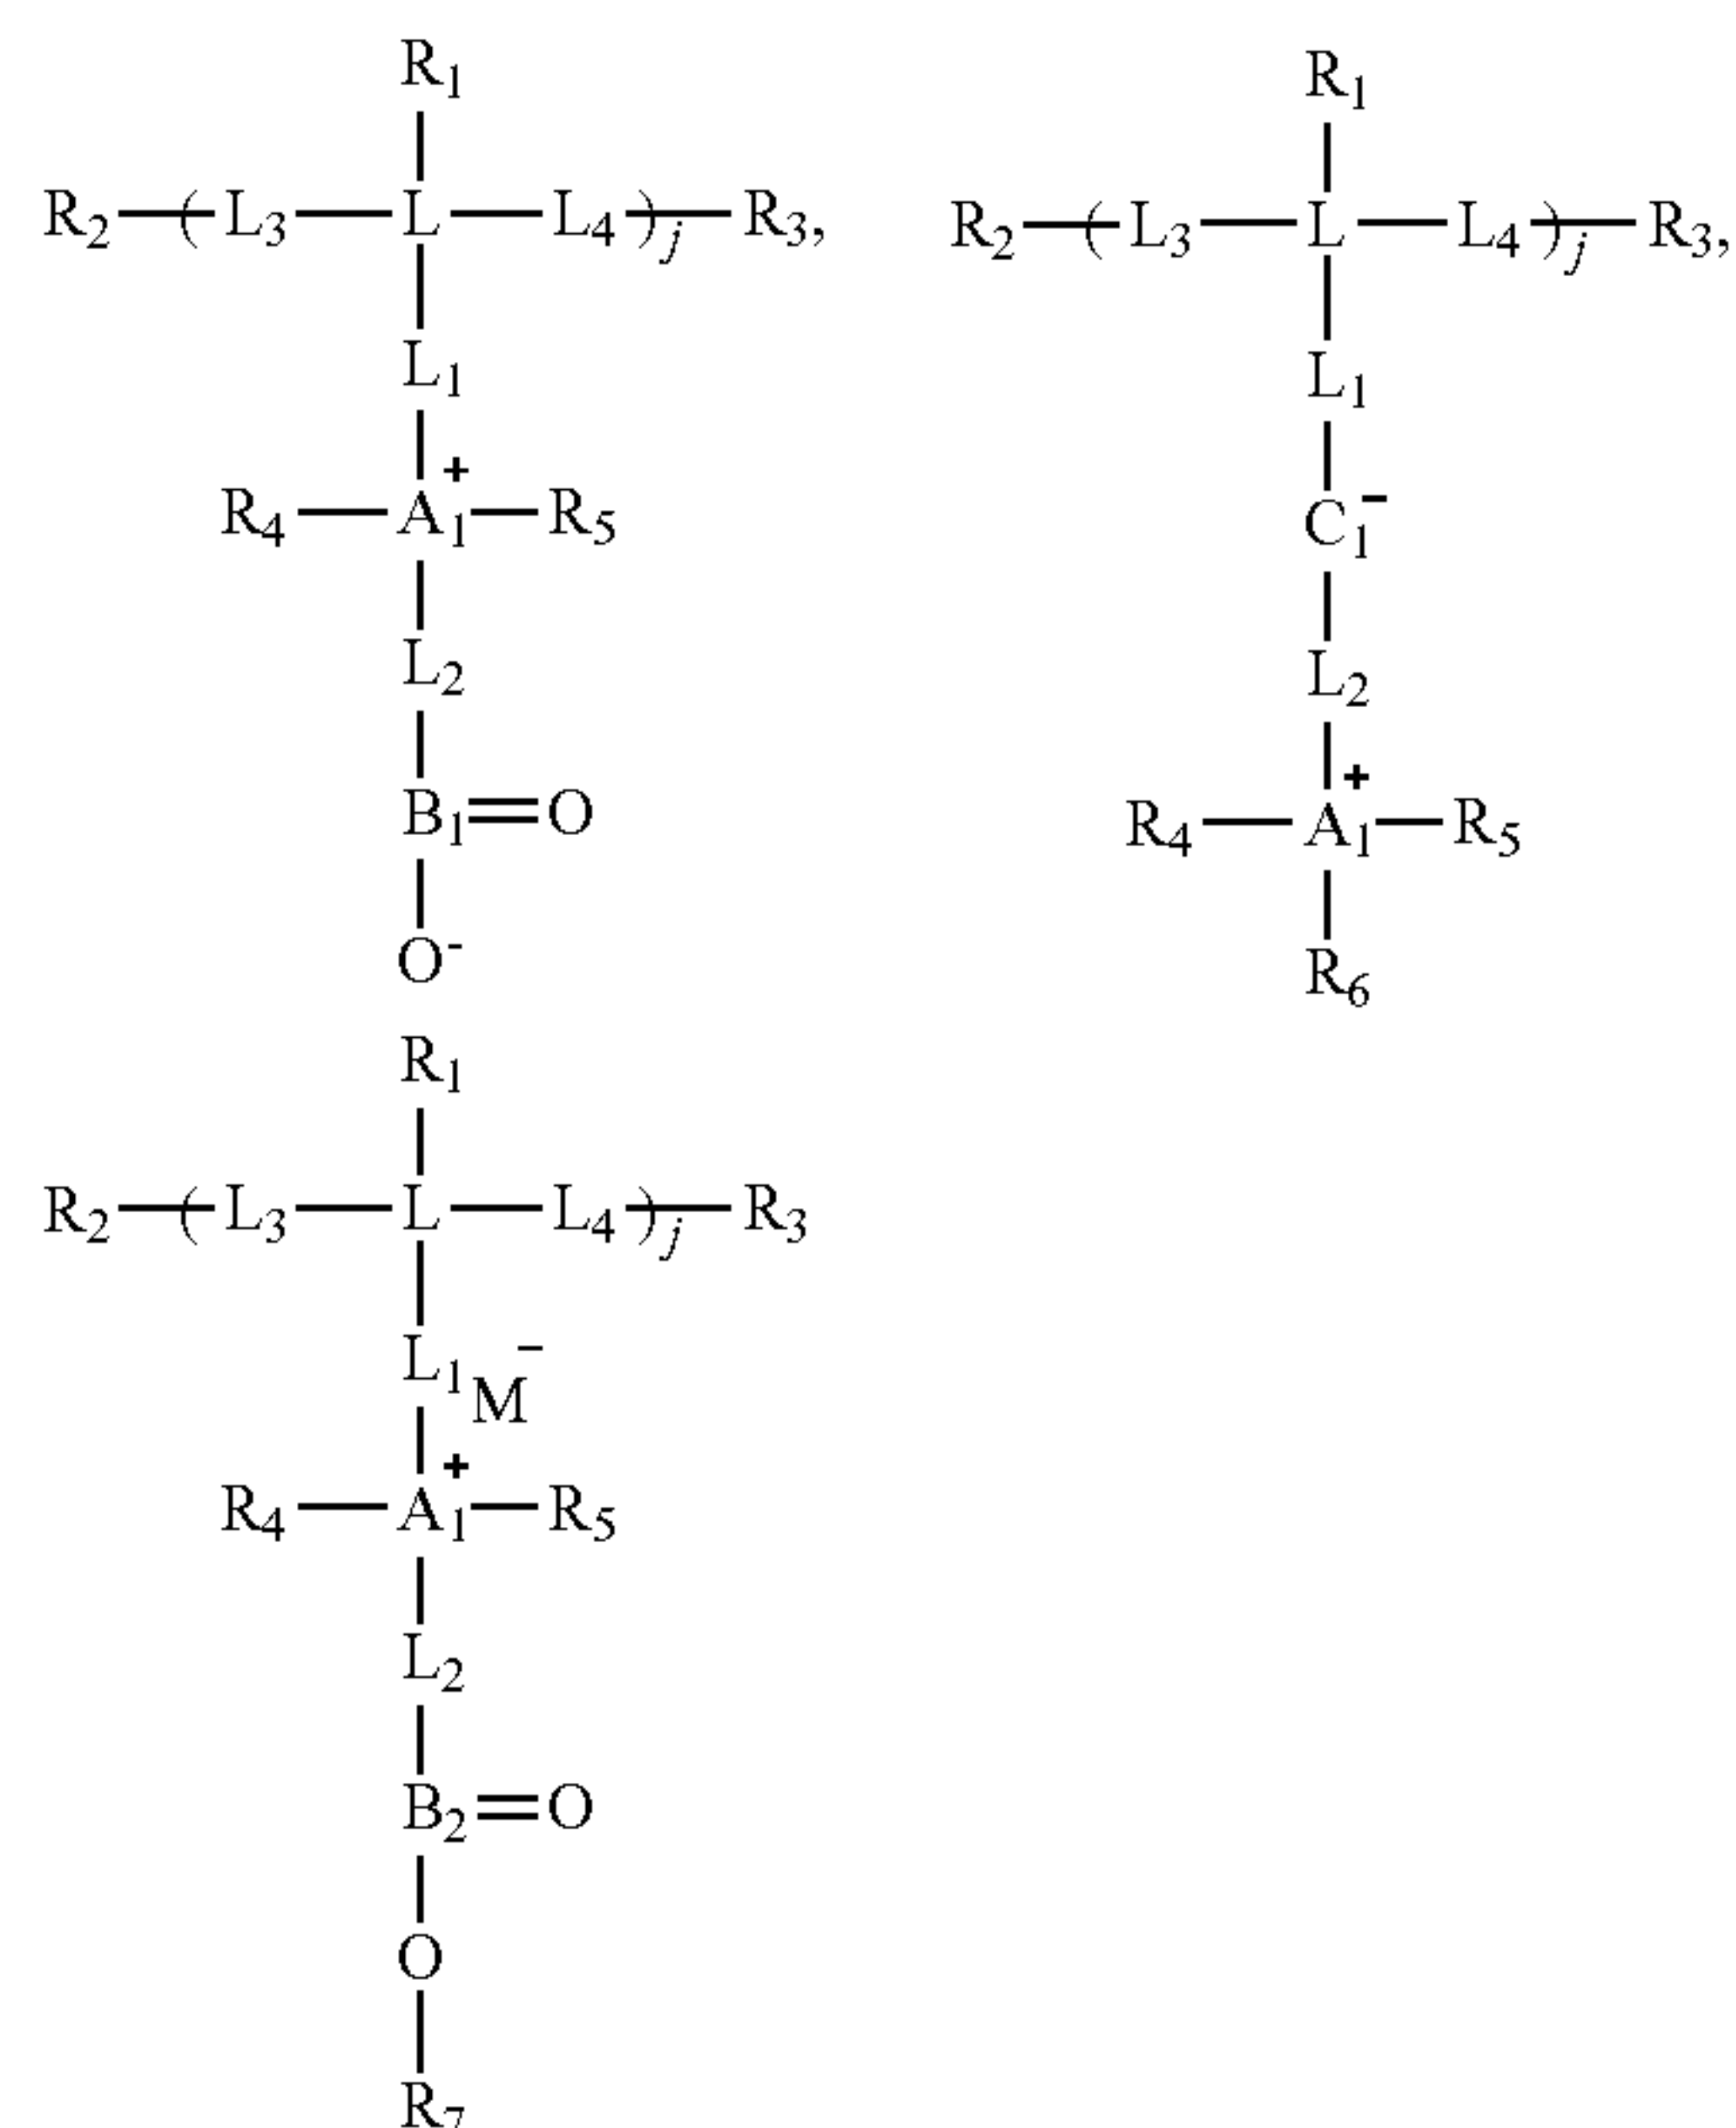 R1 R1
R2 ( L3 L L4 )j R3, R2 ( L3 L L4 )j R3,
L1 L1
R4 A1+ R5 C1−
L2 L2
B1 = O R4 A1+ R5
O- R6
R1
R2 ( L3 L L4 )j R3
L1 M−
R4 A1+ R5
L2
B2 = O
O
R7